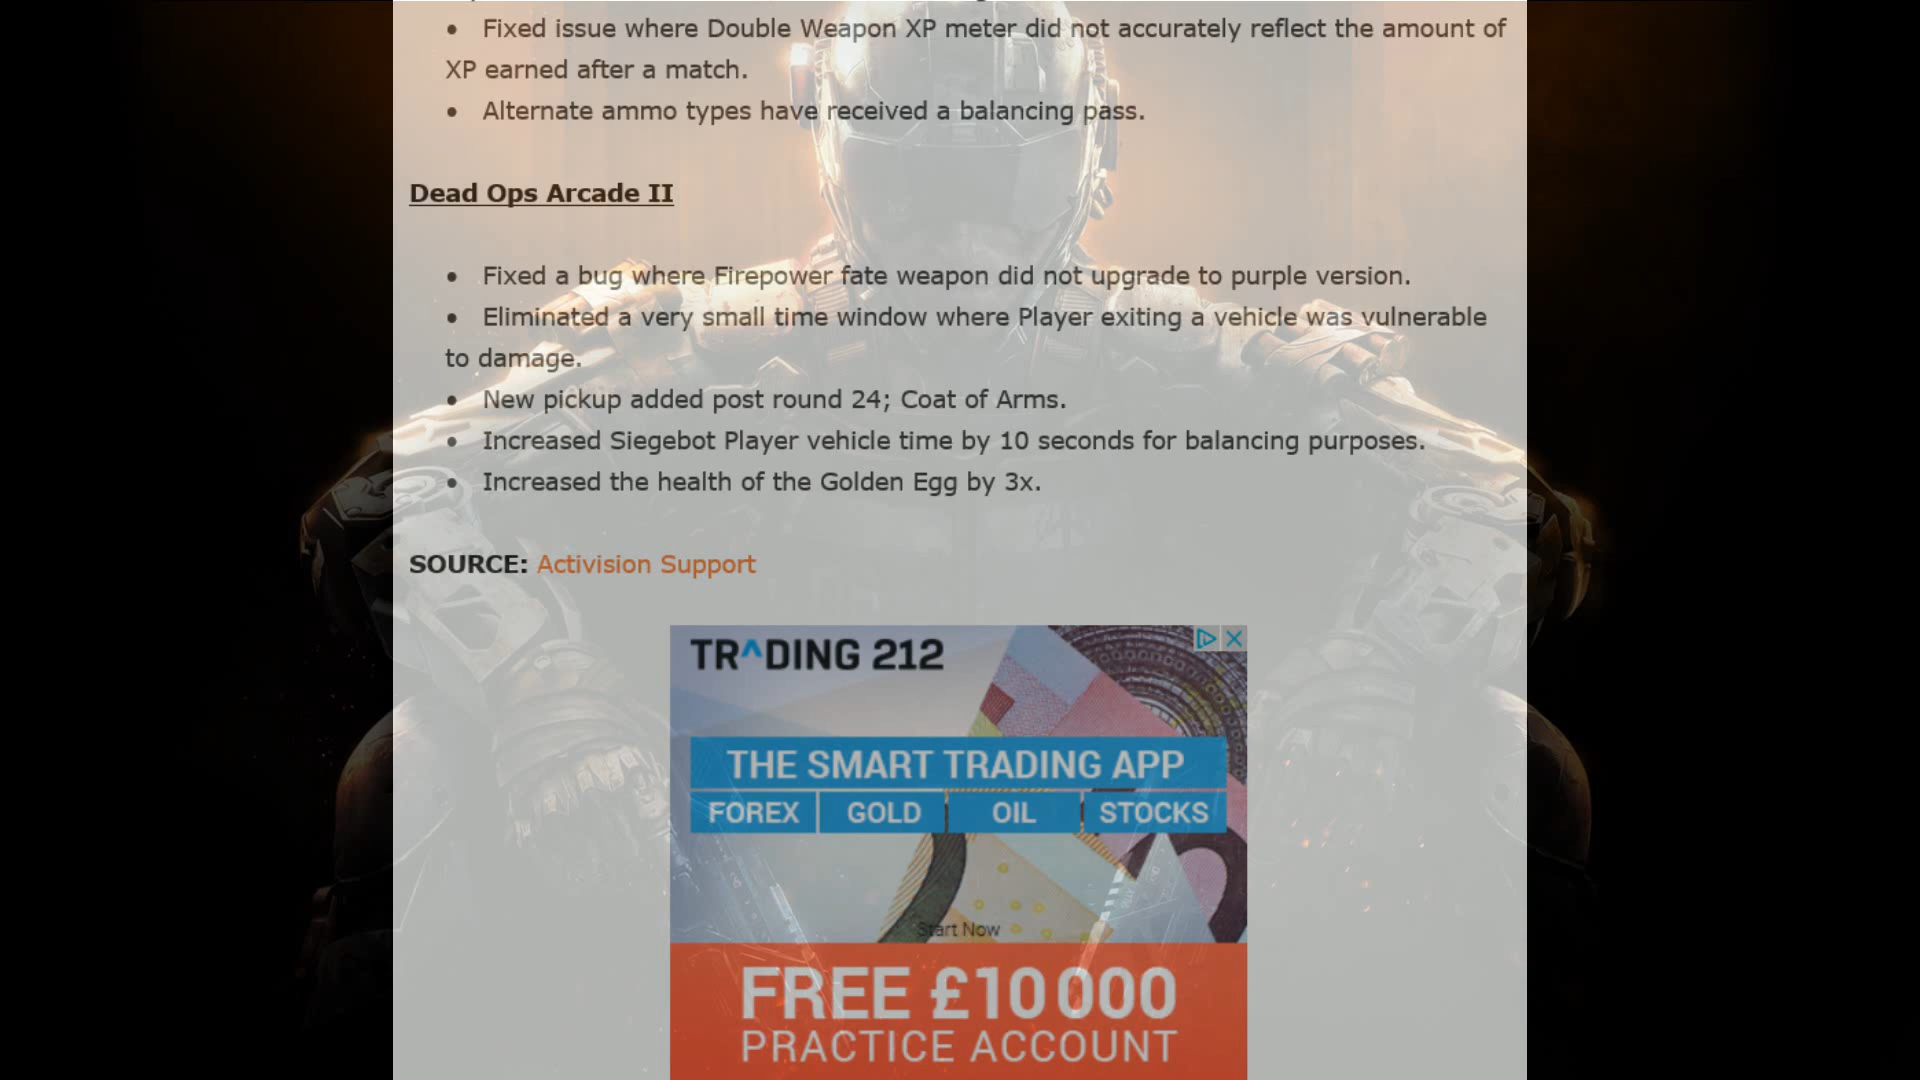 • Fixed issue where Double Weapon XP meter did not accurately reflect the amount of
XP earned after a match.
• Alternate ammo types have received a balancing pass.
Dead Ops Arcade II
• Fixed a bug where Firepower fate weapon did not upgrade to purple version.
• Eliminated a very small time window where Player exiting a vehicle was vulnerable
to damage.
• New pickup added post round 24; Coat of Arms.
• Increased Siegebot Player vehicle time by 10 seconds for balancing purposes.
• Increased the health of the Golden Egg by 3x.
SOURCE: Activision Support
TRADING 212
THE SMART TRADING APP
FOREX GOLD OIL STOCKS
Start Now
FREE £10 000
PRACTICE ACCOUNT